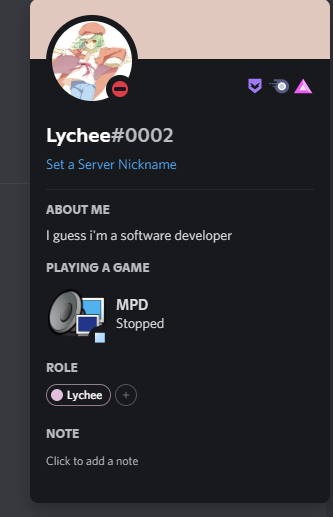 Lychee#0002
Set a Server Nickname
ABOUT ME
I guess i'm a software developer
PLAYING A GAME
MPD
Stopped
ROLE
Lychee +
NOTE
Click to add a note